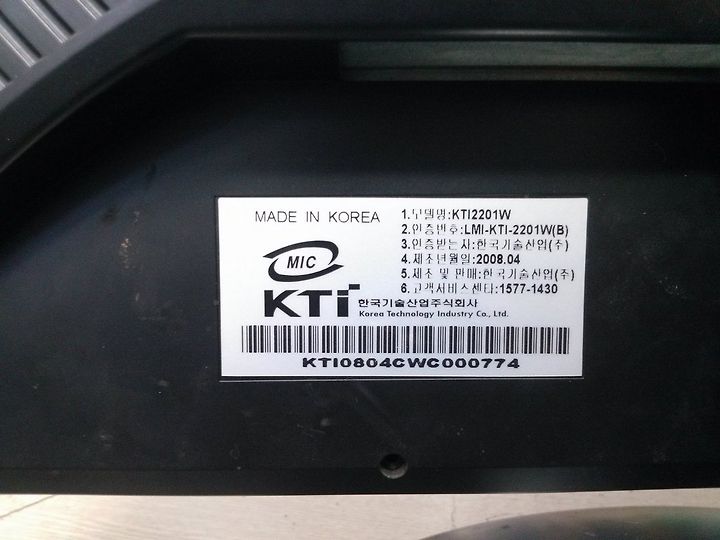 MADE IN KOREA
MIC
KTi
한국기술산업주식회사
Korea Technology Industry Co., Ltd.
1.모델명:KTI2201W
2.인증번호:LMI-KTI-2201W(B)
3.인증받는자:한국기술산업(주)
4.제조년월일:2008.04
5.제조 및 판매:한국기술산업(주)
6.고객서비스센타:1577-1430
KTI0804CWC000774